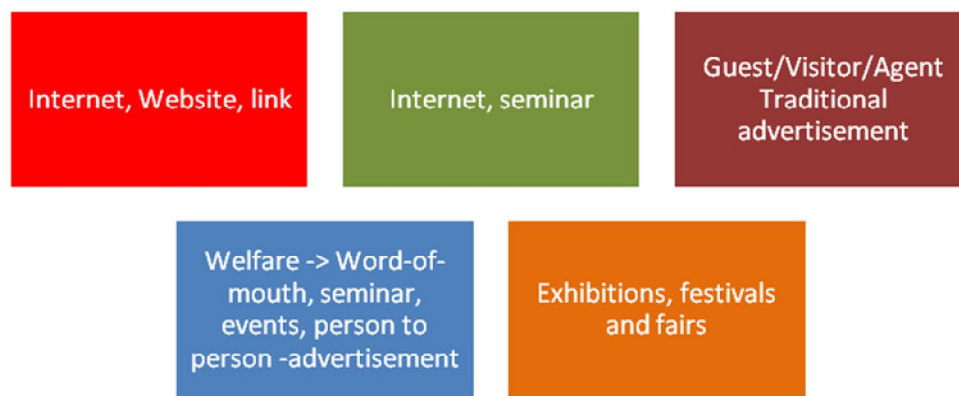 Internet, Website, link
Internet, seminar
Guest/Visitor/Agent
Traditional
advertisement
Welfare -> Word-of-
mouth, seminar,
events, person to
person -advertisement
Exhibitions, festivals
and fairs